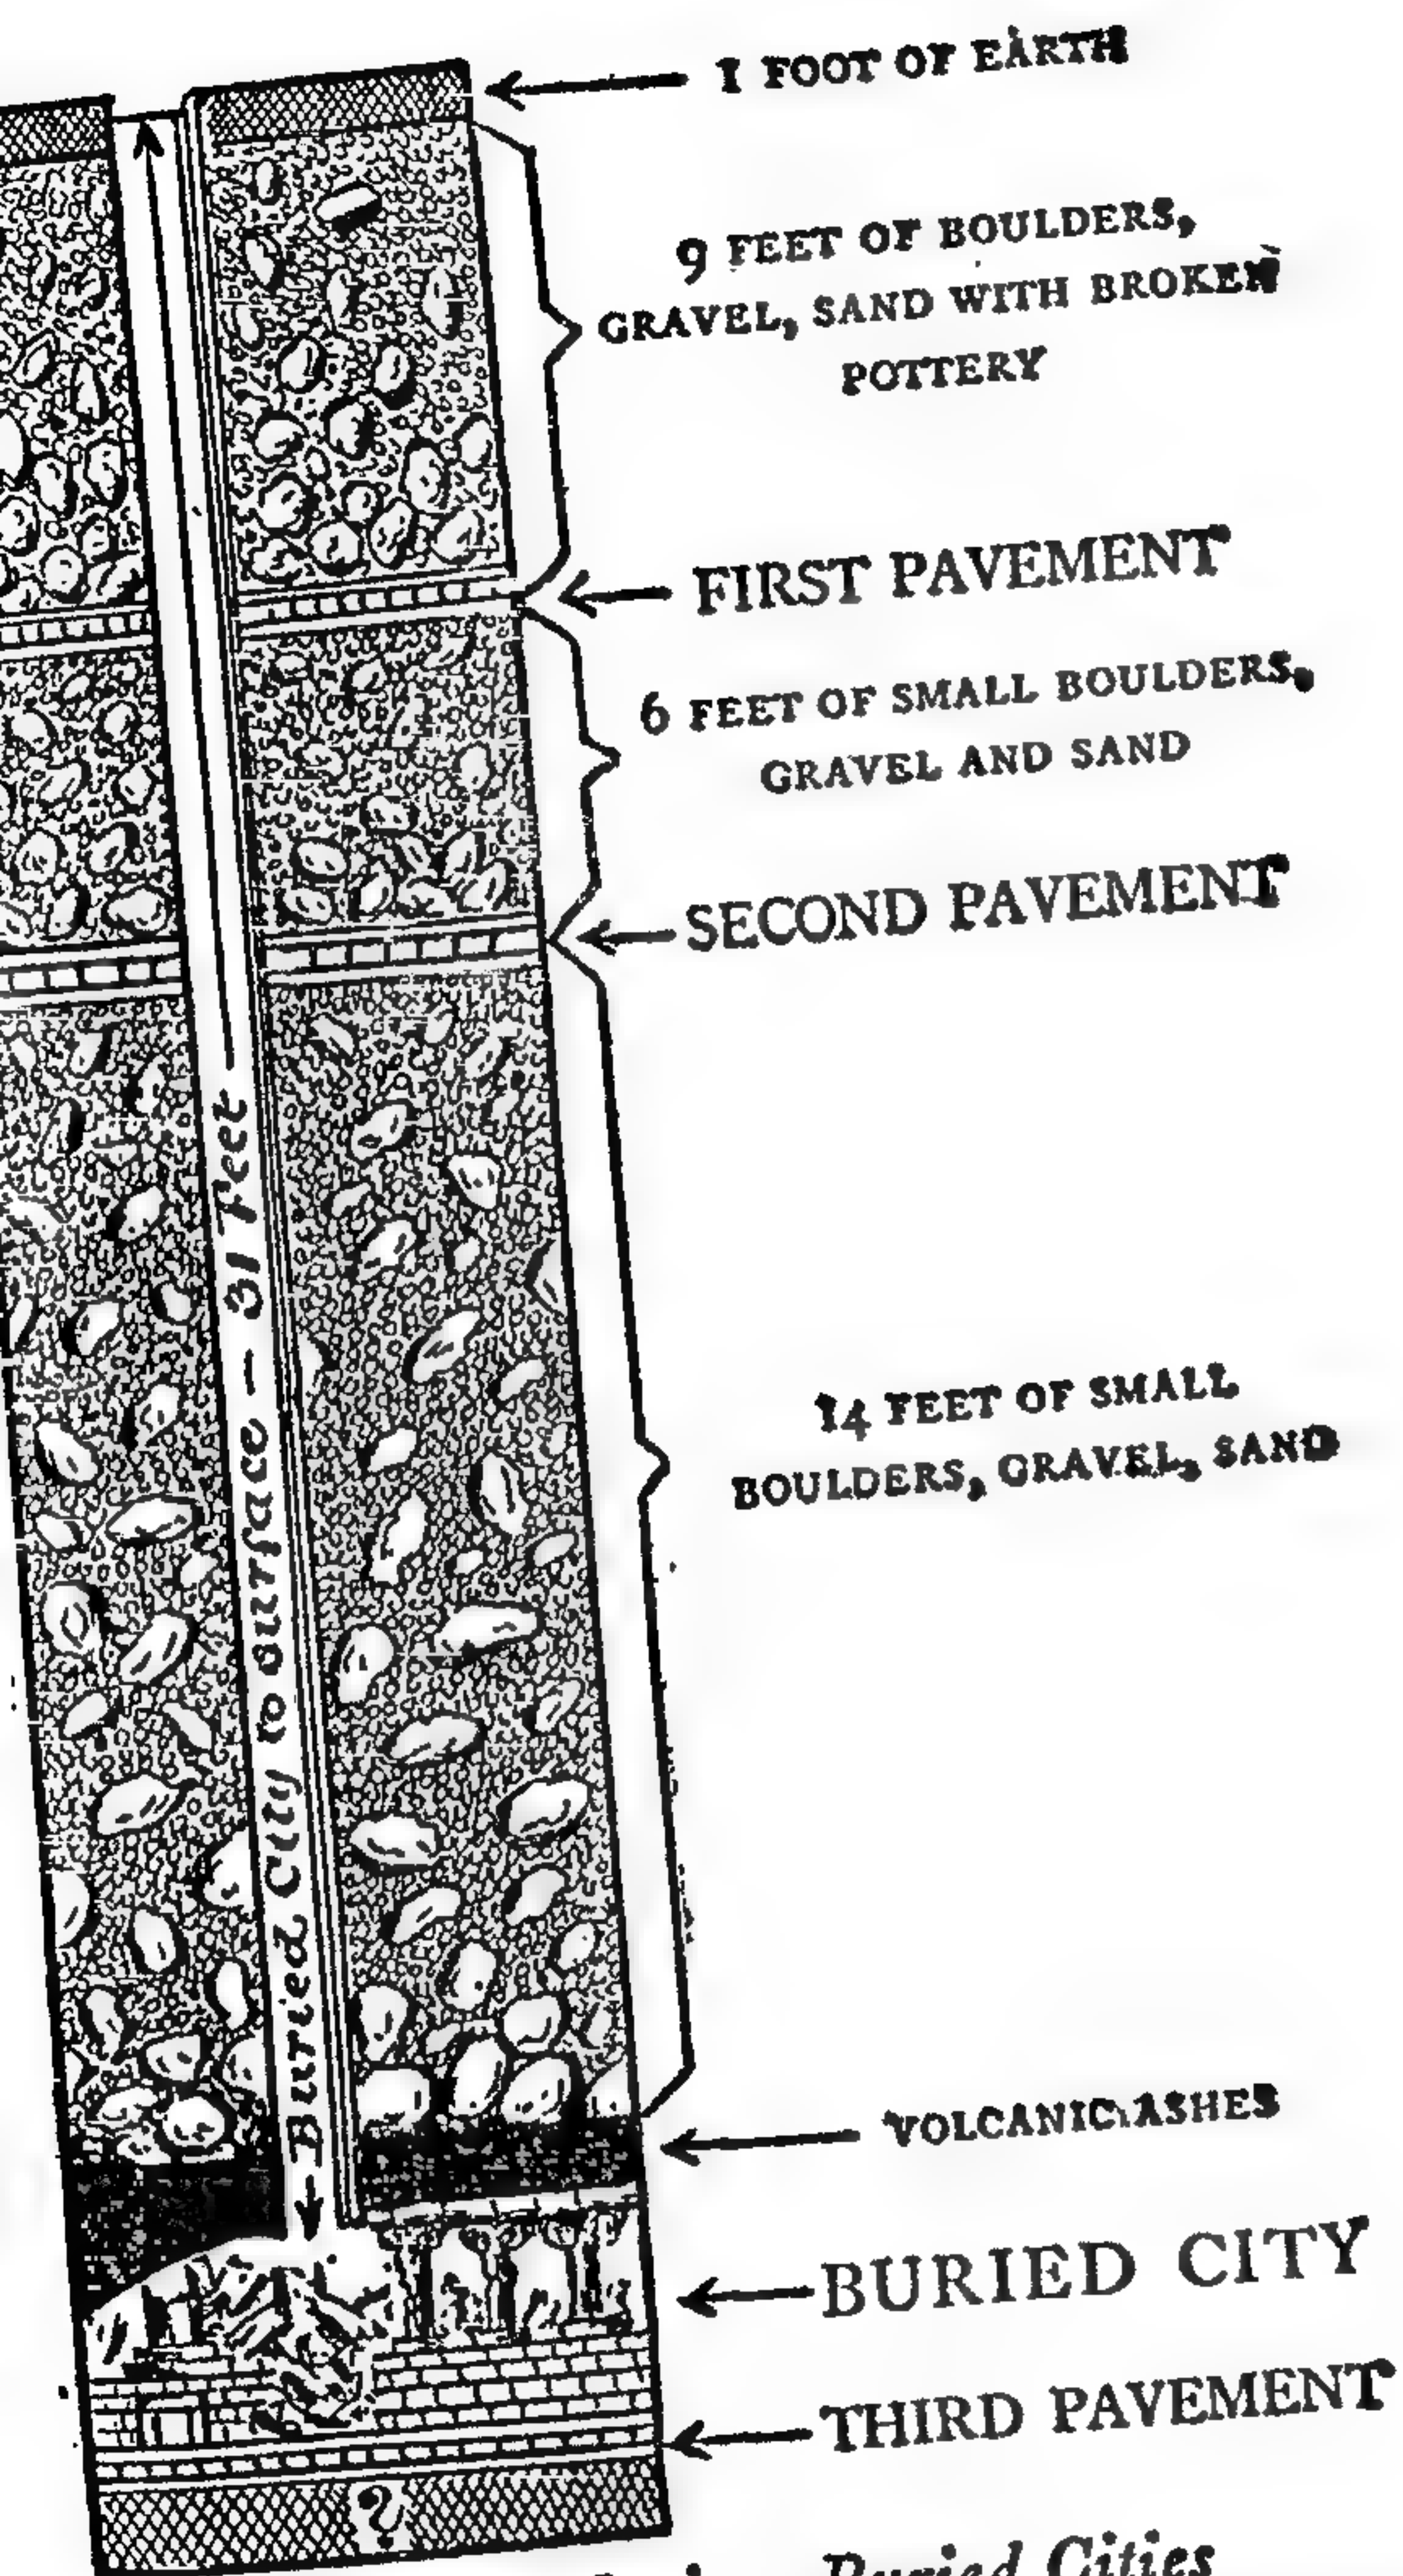 1 FOOT OF EARTH
9 FEET OF BOULDERS,
GRAVEL, SAND WITH BROKEN
POTTERY
FIRST PAVEMENT
6 FEET OF SMALL BOULDERS,
GRAVEL AND SAND
SECOND PAVEMENT
14 FEET OF SMALL
BOULDERS, GRAVEL, SAND
Buried City to surface - 31 Feet
VOLCANIC ASHES
BURIED CITY
THIRD PAVEMENT
?
Buried Cities